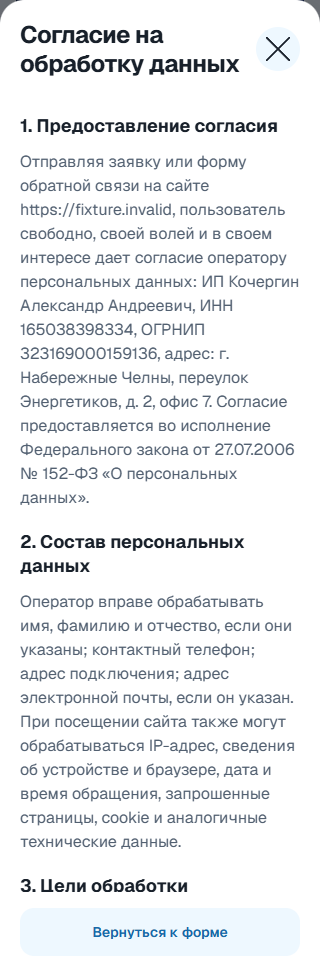 Согласие на
обработку данных
1. Предоставление согласия
Отправляя заявку или форму
обратной связи на сайте
https://fixture.invalid, пользователь
свободно, своей волей и в своем
интересе дает согласие оператору
персональных данных: ИП Кочергин
Александр Андреевич, ИНН
165038398334, ОГРНИП
323169000159136, адрес: г.
Набережные Челны, переулок
Энергетиков, д. 2, офис 7. Согласие
предоставляется во исполнение
Федерального закона от 27.07.2006
№ 152-ФЗ «О персональных
данных».
2. Состав персональных
данных
Оператор вправе обрабатывать
имя, фамилию и отчество, если они
указаны; контактный телефон;
адрес подключения; адрес
электронной почты, если он указан.
При посещении сайта также могут
обрабатываться IP-адрес, сведения
об устройстве и браузере, дата и
время обращения, запрошенные
страницы, cookie и аналогичные
технические данные.
3. Цели обработки
Вернуться к форме